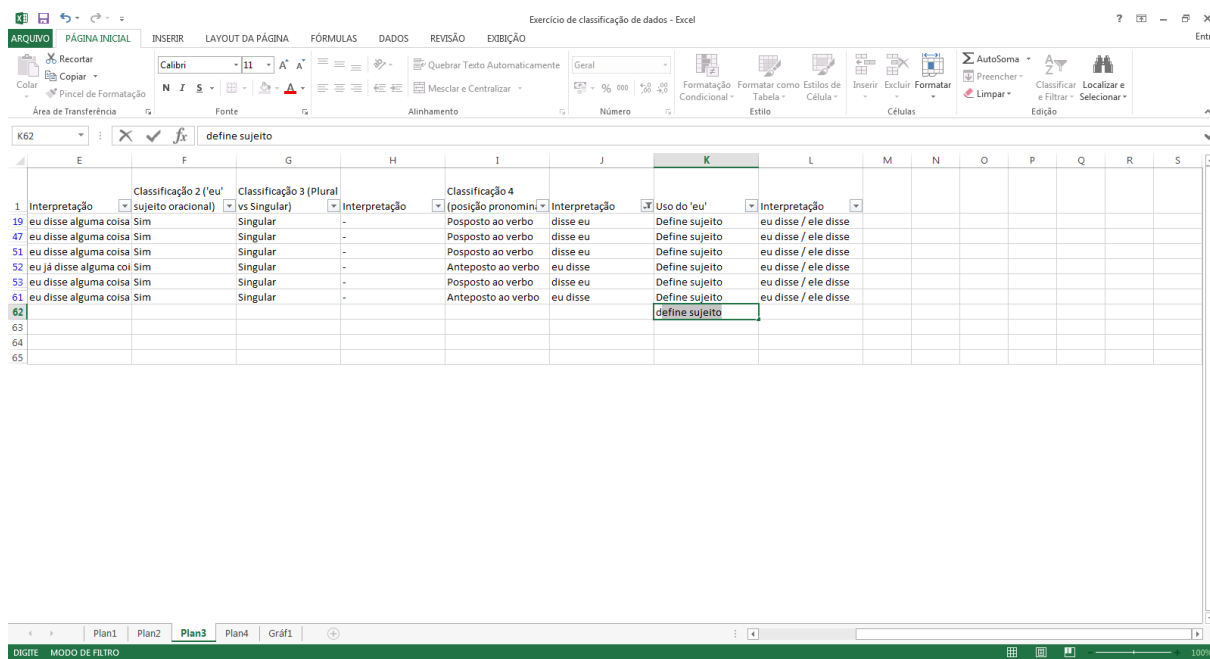 Exercício de classificação de dados - Excel
ARQUIVO PÁGINA INICIAL INSERIR LAYOUT DA PÁGINA FÓRMULAS DADOS REVISÃO EXIBIÇÃO Entr
Colar
Recortar
Copiar
Pincel de Formatação
Área de Transferência
Calibri 11
N I S
Fonte
Quebrar Texto Automaticamente
Mesclar e Centralizar
Alinhamento
Geral
% 000
Número
Formatação Condicional
Formatar como Tabela
Estilos de Célula
Estilo
Inserir Excluir Formatar
Células
AutoSoma
Preencher
Limpar
Classificar e Filtrar
Localizar e Selecionar
Edição
K62 fx define sujeito
E F G H I J K L M N O P Q R S
1 Interpretação Classificação 2 ('eu' sujeito oracional) Classificação 3 (Plural vs Singular) Interpretação Classificação 4 (posição pronomina Interpretação Uso do 'eu' Interpretação
19 eu disse alguma coisa Sim Singular - Posposto ao verbo disse eu Define sujeito eu disse / ele disse
47 eu disse alguma coisa Sim Singular - Posposto ao verbo disse eu Define sujeito eu disse / ele disse
51 eu disse alguma coisa Sim Singular - Posposto ao verbo disse eu Define sujeito eu disse / ele disse
52 eu já disse alguma coi Sim Singular - Anteposto ao verbo eu disse Define sujeito eu disse / ele disse
53 eu disse alguma coisa Sim Singular - Posposto ao verbo disse eu Define sujeito eu disse / ele disse
61 eu disse alguma coisa Sim Singular - Anteposto ao verbo eu disse Define sujeito eu disse / ele disse
62 define sujeito
63
64
65
Plan1 Plan2 Plan3 Plan4 Gráf1
DIGITE MODO DE FILTRO 100%